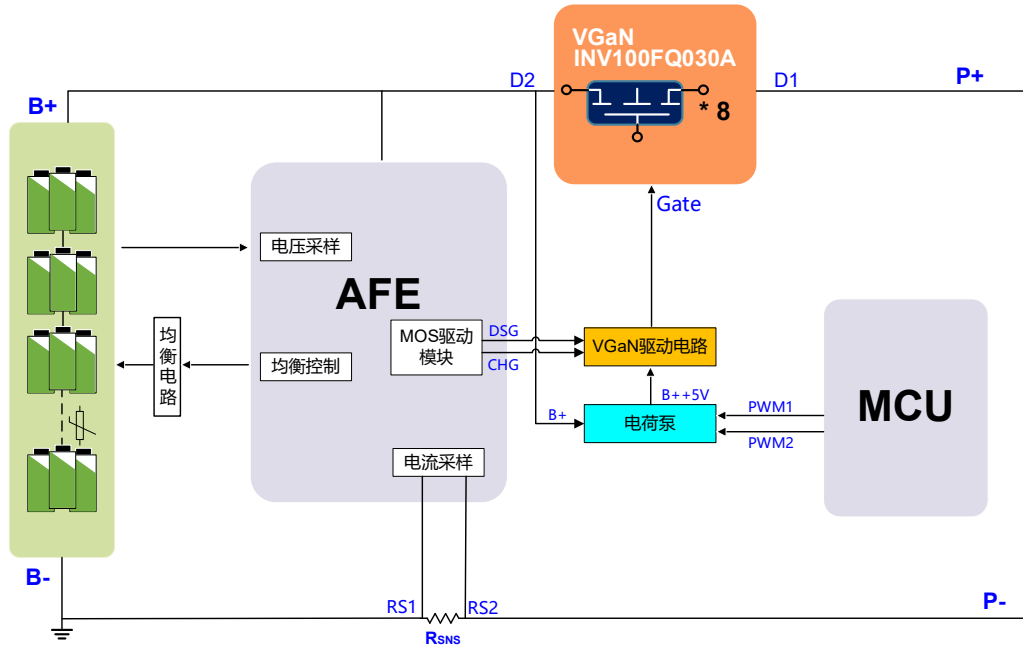 VGaN
INV100FQ030A
* 8
D2
D1
P+
B+
Gate
电压采样
AFE
MOS驱动
模块
DSG
CHG
VGaN驱动电路
均衡电路
均衡控制
B++5V
B+
电荷泵
PWM1
PWM2
MCU
电流采样
B-
RS1
RS2
RSNS
P-